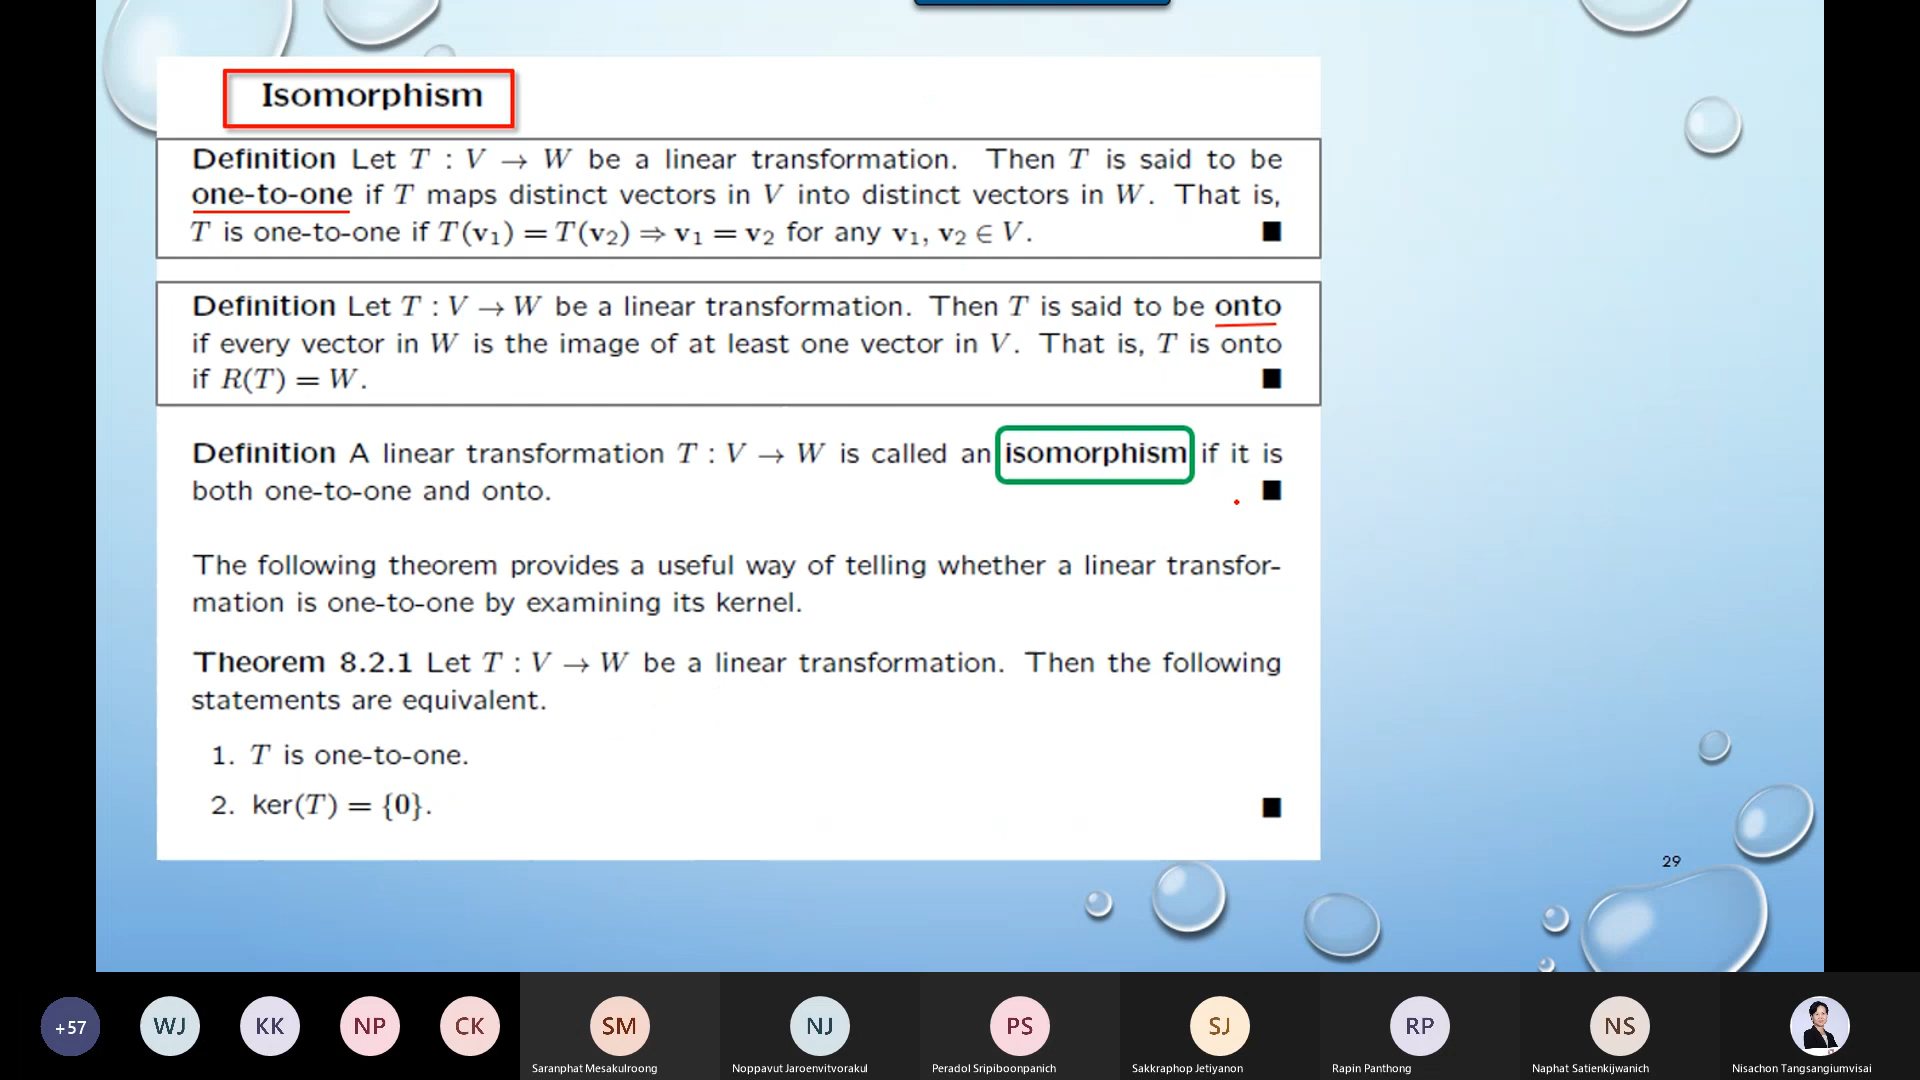 Isomorphism
Definition Let T : V → W be a linear transformation. Then T is said to be
one-to-one if T maps distinct vectors in V into distinct vectors in W. That is,
T is one-to-one if T(v₁) = T(v₂) ⇒ v₁ = v₂ for any v₁, v₂ ∈ V. ■
Definition Let T : V → W be a linear transformation. Then T is said to be onto
if every vector in W is the image of at least one vector in V. That is, T is onto
if R(T) = W. ■
Definition A linear transformation T : V → W is called an isomorphism if it is
both one-to-one and onto. ■
The following theorem provides a useful way of telling whether a linear transfor-
mation is one-to-one by examining its kernel.
Theorem 8.2.1 Let T : V → W be a linear transformation. Then the following
statements are equivalent.
1. T is one-to-one.
2. ker(T) = {0}. ■
29
+57 WJ KK NP CK SM NJ PS SJ RP NS
Saranphat Mesakulroong Noppavut Jaroenvitvorakul Peradol Sripiboonpanich Sakkraphop Jetiyanon Rapin Panthong Naphat Satienkijwanich Nisachon Tangsangiumvisai